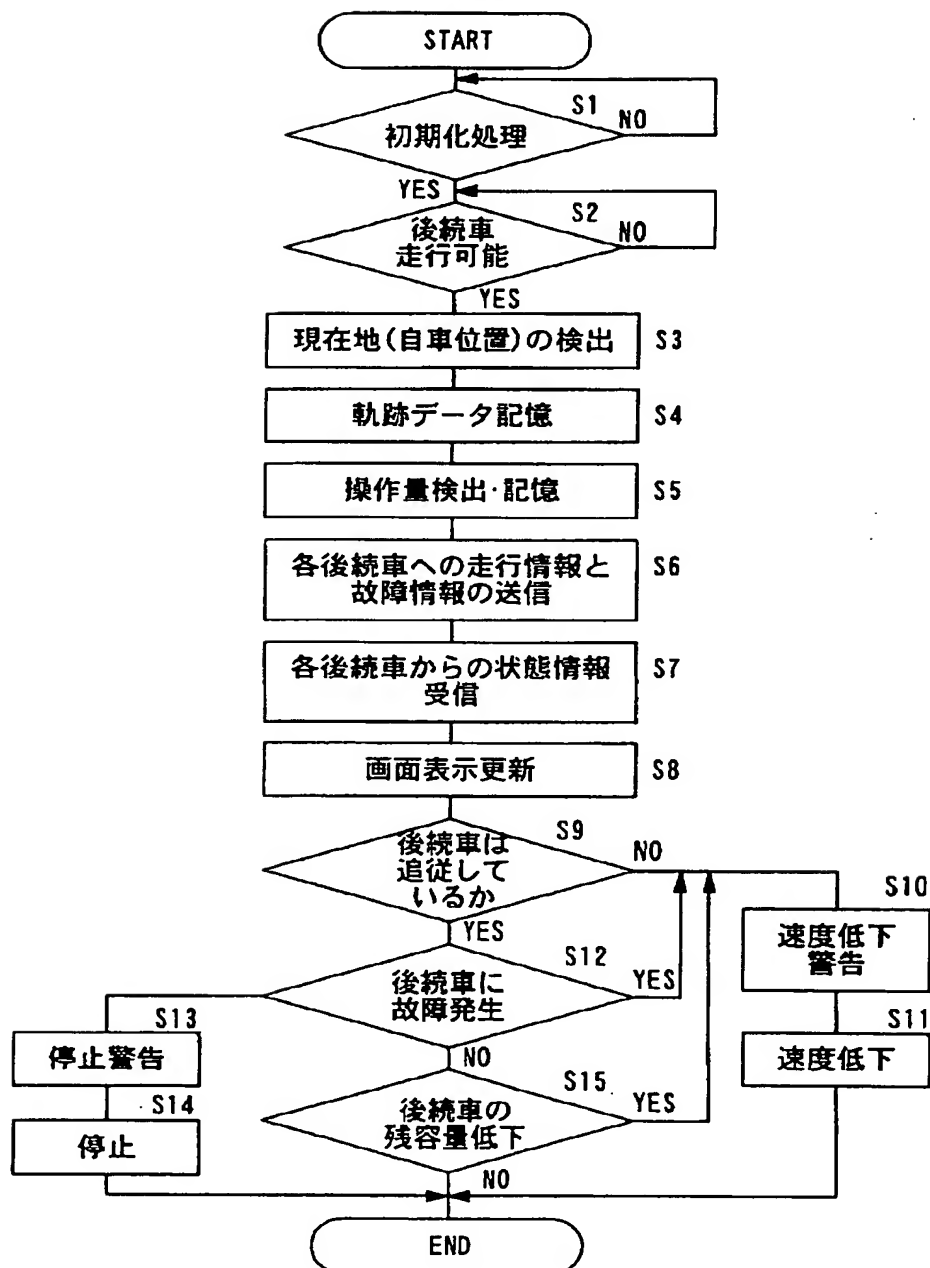 START
S1
NO
初期化処理
YES
S2
NO
後続車
走行可能
YES
現在地(自車位置)の検出
S3
軌跡データ記憶
S4
操作量検出·記憶
S5
各後続車への走行情報と
故障情報の送信
S6
各後続車からの状態情報
受信
S7
画面表示更新
S8
S9
後続車は
追従して
いるか
NO
YES
S10
速度低下
警告
S11
速度低下
S12
後続車に
故障発生
YES
NO
S13
停止警告
S14
停止
S15
後続車の
残容量低下
YES
NO
END